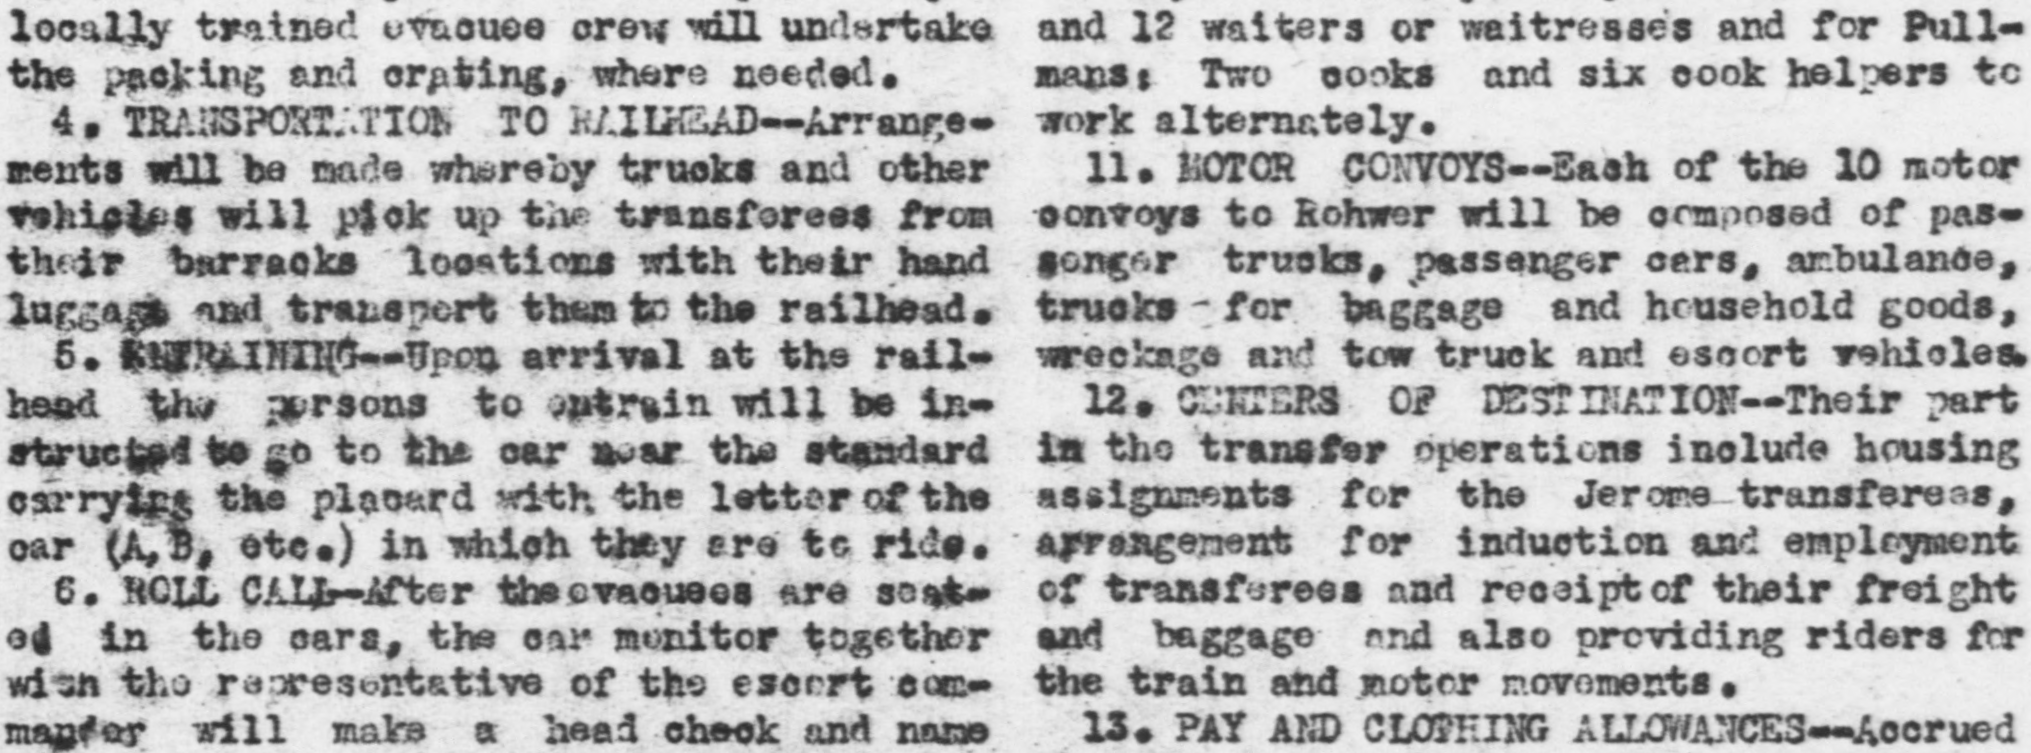 locally trained evacuee crew will undertake
the packing and crating, where needed.
4. TRANSPORTATION TO RAILHEAD--Arrange-
ments will be made whereby trucks and other
vehicles will pick up the transferees from
their barracks locations with their hand
luggage and transport them to the railhead.
5. ENTRAINING--Upon arrival at the rail-
head the persons to entrain will be in-
structed to go to the car near the standard
carrying the placard with the letter of the
car (A,B, etc.) in which they are to ride.
6. ROLL CALL--After the evacuees are seat-
ed in the cars, the car monitor together
with the representative of the escort com-
mander will make a head check and name
and 12 waiters or waitresses and for Pull-
mans: Two cooks and six cook helpers to
work alternately.
11. MOTOR CONVOYS--Each of the 10 motor
convoys to Rohwer will be composed of pas-
senger trucks, passenger cars, ambulance,
trucks for baggage and household goods,
wreckage and tow truck and escort vehicles.
12. CENTERS OF DESTINATION--Their part
in the transfer operations include housing
assignments for the Jerome transferees,
arrangement for induction and employment
of transferees and receipt of their freight
and baggage and also providing riders for
the train and motor movements.
13. PAY AND CLOTHING ALLOWANCES--Accrued